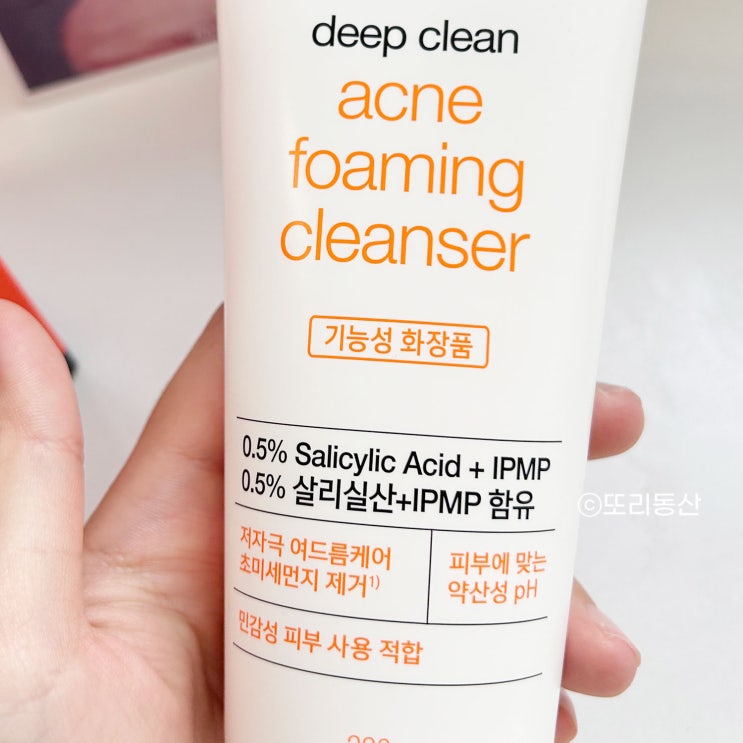 deep clean
acne
foaming
cleanser
기능성 화장품
0.5% Salicylic Acid + IPMP
0.5% 살리실산+IPMP 함유
저자극 여드름케어
초미세먼지 제거¹⁾
피부에 맞는
약산성 pH
민감성 피부 사용 적합
©또리동산